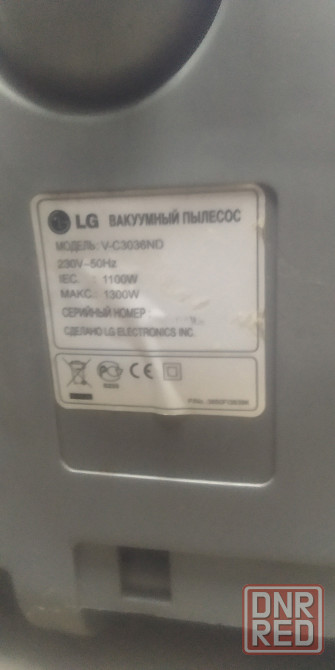 LG ВАКУУМНЫЙ ПЫЛЕСОС
МОДЕЛЬ: V-C3036ND
230V~50Hz
IEC. : 1100W
МАКС.: 1300W
СЕРИЙНЫЙ НОМЕР :
СДЕЛАНО LG ELECTRONICS INC.
CE
P/No.
DNR
RED